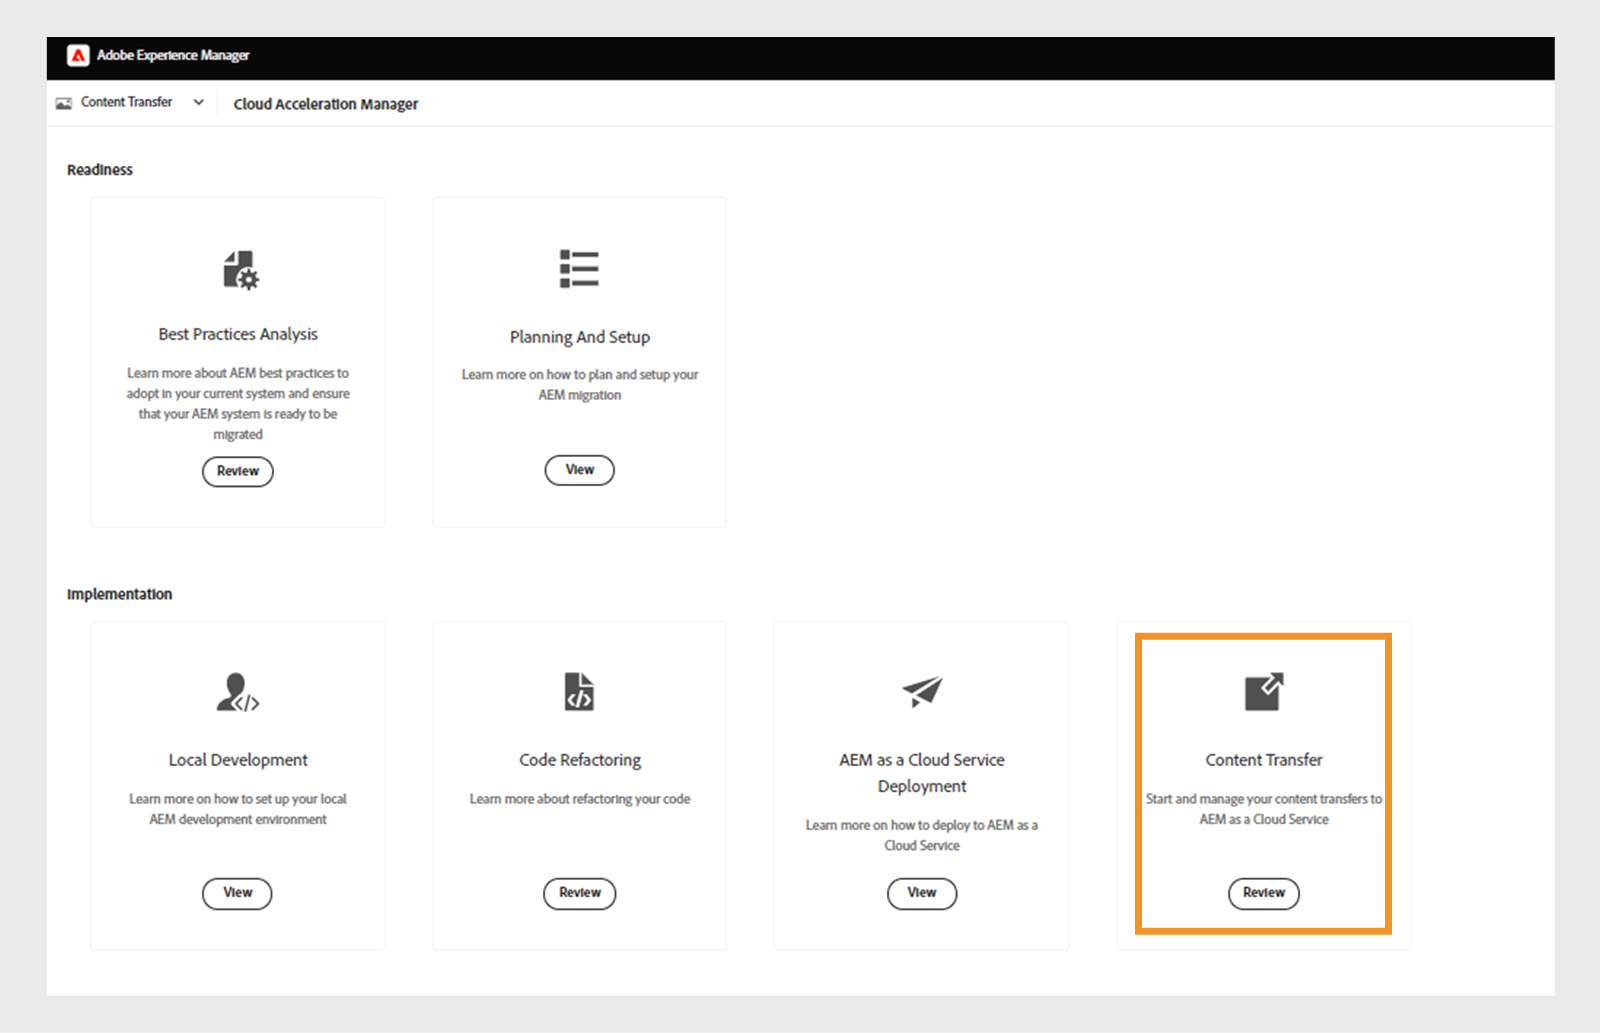 Adobe Experience Manager
Content Transfer
Cloud Acceleration Manager
Readiness
Best Practices Analysis
Learn more about AEM best practices to
adopt in your current system and ensure
that your AEM system is ready to be
migrated
Review
Planning And Setup
Learn more on how to plan and setup your
AEM migration
View
Implementation
Local Development
Learn more on how to set up your local
AEM development environment
View
Code Refactoring
Learn more about refactoring your code
Review
AEM as a Cloud Service
Deployment
Learn more on how to deploy to AEM as a
Cloud Service
View
Content Transfer
Start and manage your content transfers to
AEM as a Cloud Service
Review